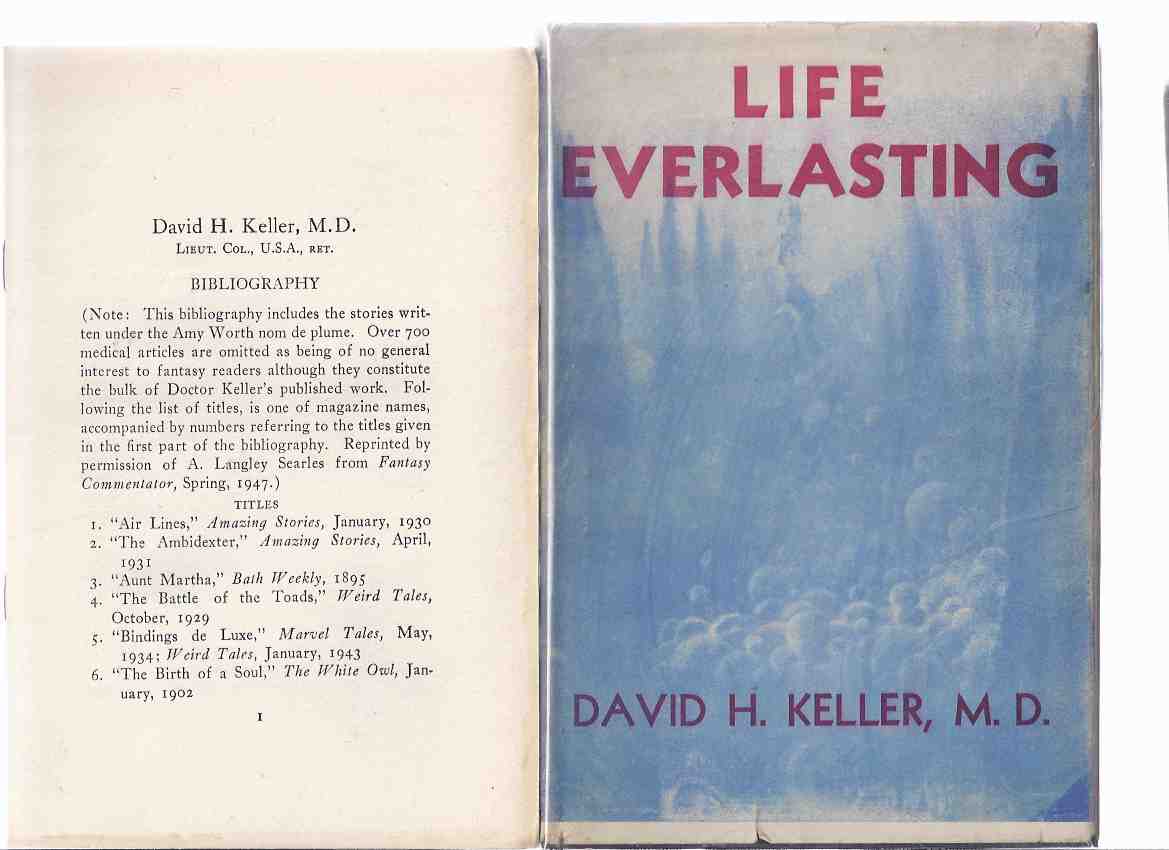 David H. Keller, M.D.
Lieut. Col., U.S.A., ret.
BIBLIOGRAPHY
(Note: This bibliography includes the stories writ-
ten under the Amy Worth nom de plume. Over 700
medical articles are omitted as being of no general
interest to fantasy readers although they constitute
the bulk of Doctor Keller's published work. Fol-
lowing the list of titles, is one of magazine names,
accompanied by numbers referring to the titles given
in the first part of the bibliography. Reprinted by
permission of A. Langley Searles from Fantasy
Commentator, Spring, 1947.)
TITLES
1. "Air Lines," Amazing Stories, January, 1930
2. "The Ambidexter," Amazing Stories, April,
1931
3. "Aunt Martha," Bath Weekly, 1895
4. "The Battle of the Toads," Weird Tales,
October, 1929
5. "Bindings de Luxe," Marvel Tales, May,
1934; Weird Tales, January, 1943
6. "The Birth of a Soul," The White Owl, Jan-
uary, 1902
1
LIFE
EVERLASTING
DAVID H. KELLER, M. D.